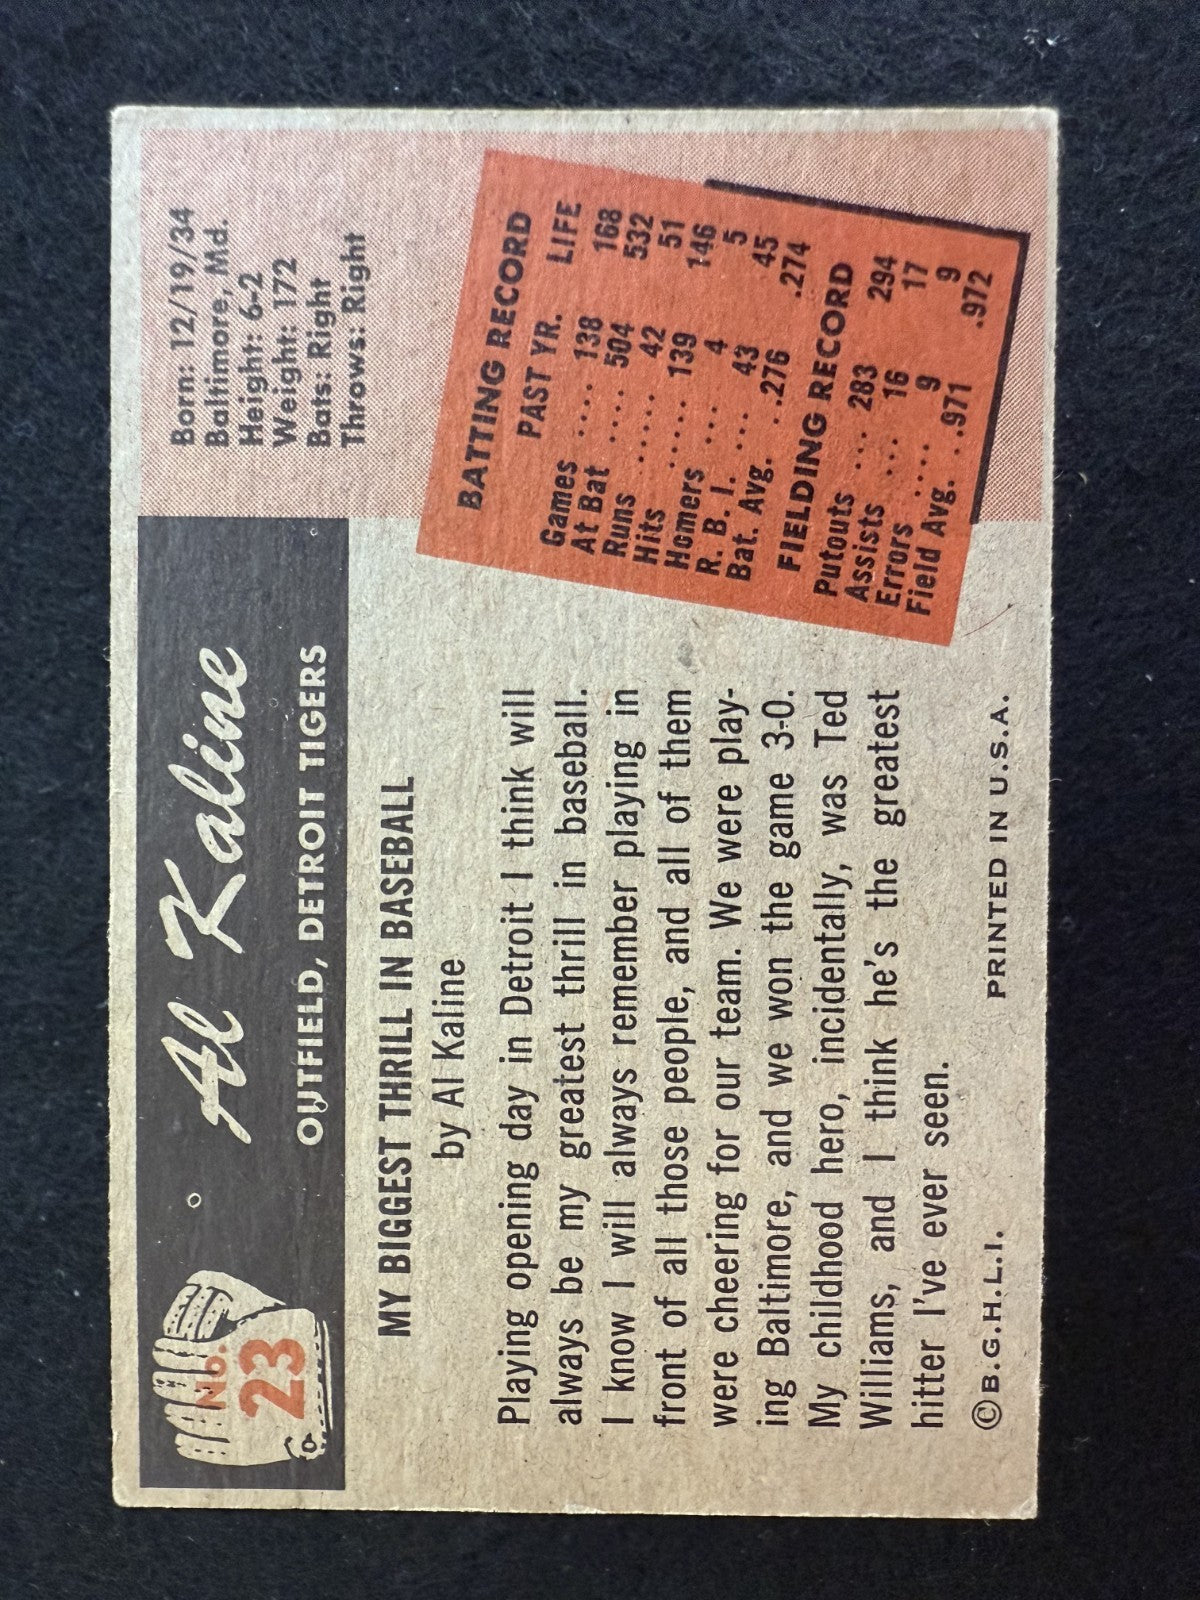 No.
23
Al Kaline
OUTFIELD, DETROIT TIGERS
Born: 12/19/34
Baltimore, Md.
Height: 6-2
Weight: 172
Bats: Right
Throws: Right
MY BIGGEST THRILL IN BASEBALL
by Al Kaline
Playing opening day in Detroit I think will
always be my greatest thrill in baseball.
I know I will always remember playing in
front of all those people, and all of them
were cheering for our team. We were play-
ing Baltimore, and we won the game 3-0.
My childhood hero, incidentally, was Ted
Williams, and I think he's the greatest
hitter I've ever seen.
©B.G.H.L.I.
PRINTED IN U.S.A.
BATTING RECORD
PAST YR. LIFE
Games .... 138 168
At Bat .... 504 532
Runs ...... 42 51
Hits ...... 139 146
Homers ... 4 5
R. B. I. ... 43 45
Bat. Avg. ..276 .274
FIELDING RECORD
Putouts ... 283 294
Assists ... 16 17
Errors .... 9 9
Field Avg. ..971 .972